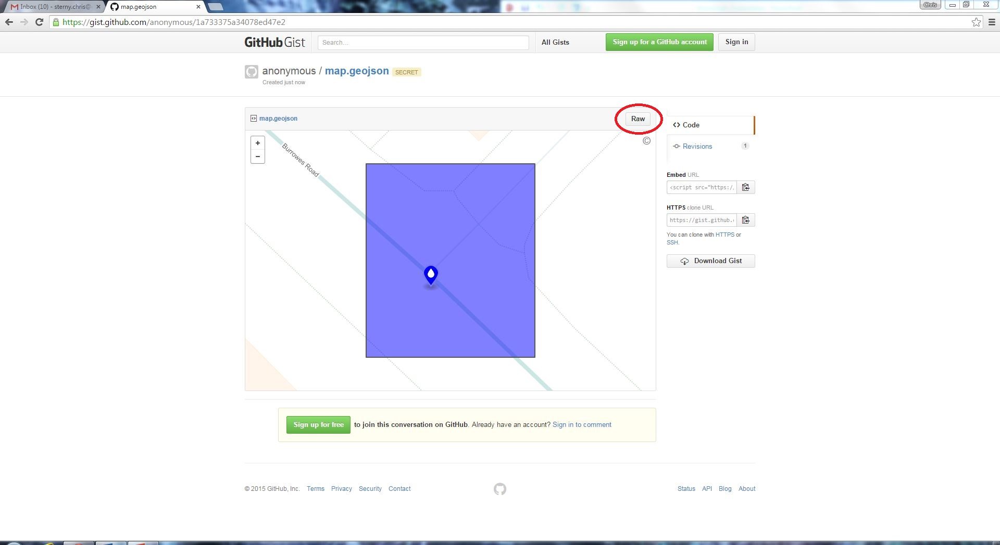 Inbox (10) - sterny.chris@
map.geojson
Chris
https://gist.github.com/anonymous/1a733375a34078ed47e2
GitHub Gist
Search...
All Gists
Sign up for a GitHub account
Sign in
anonymous / map.geojson SECRET
Created just now
map.geojson
Raw
<> Code
Revisions 1
+
-
©
Burrowes Road
Embed URL
<script src="https:/
HTTPS clone URL
https://gist.github.
You can clone with HTTPS or
SSH.
Download Gist
Sign up for free to join this conversation on GitHub. Already have an account? Sign in to comment
© 2015 GitHub, Inc. Terms Privacy Security Contact
Status API Blog About